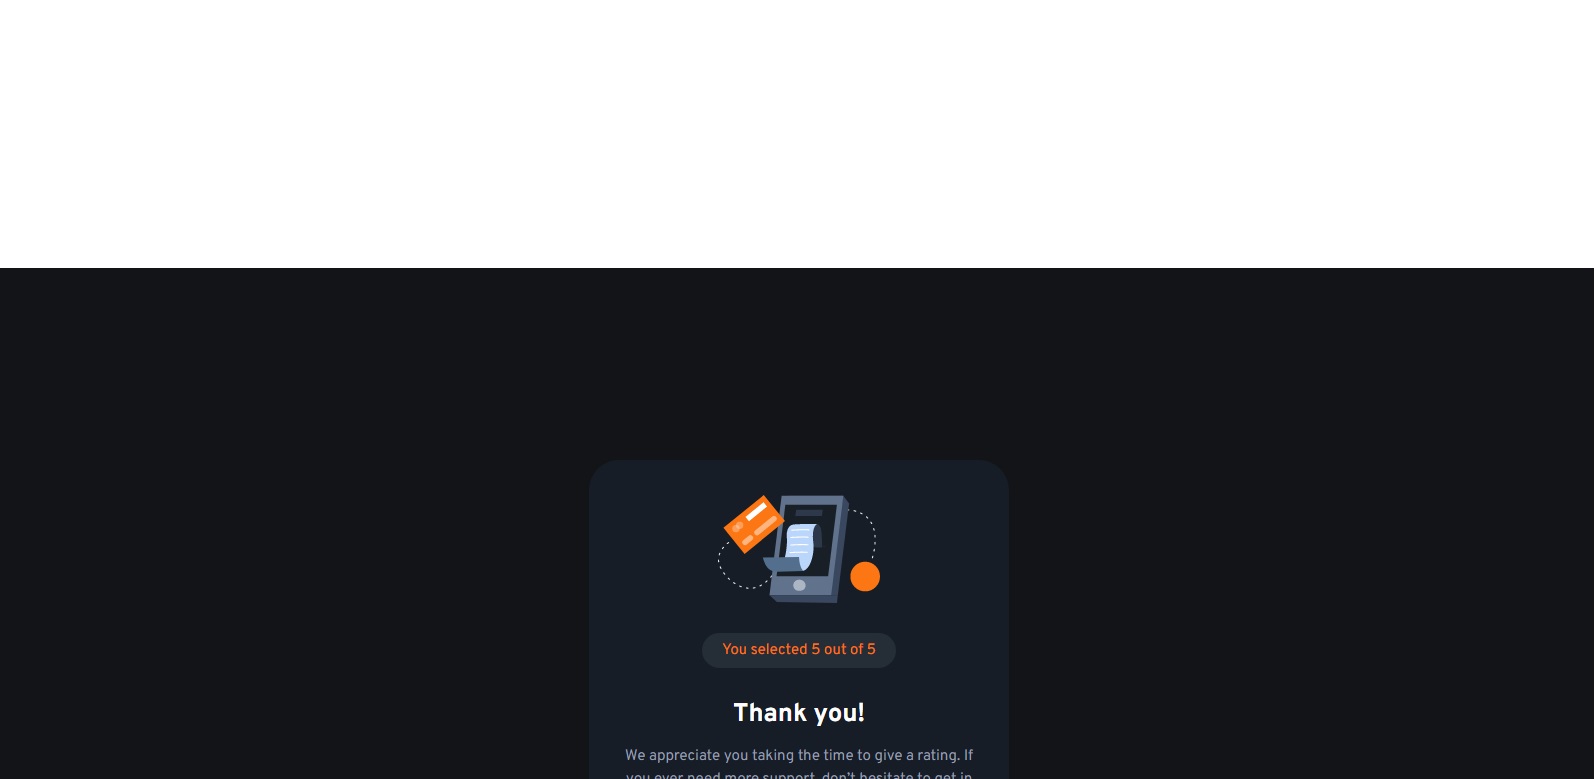 You selected 5 out of 5
Thank you!
We appreciate you taking the time to give a rating. If
you ever need more support, don't hesitate to get in